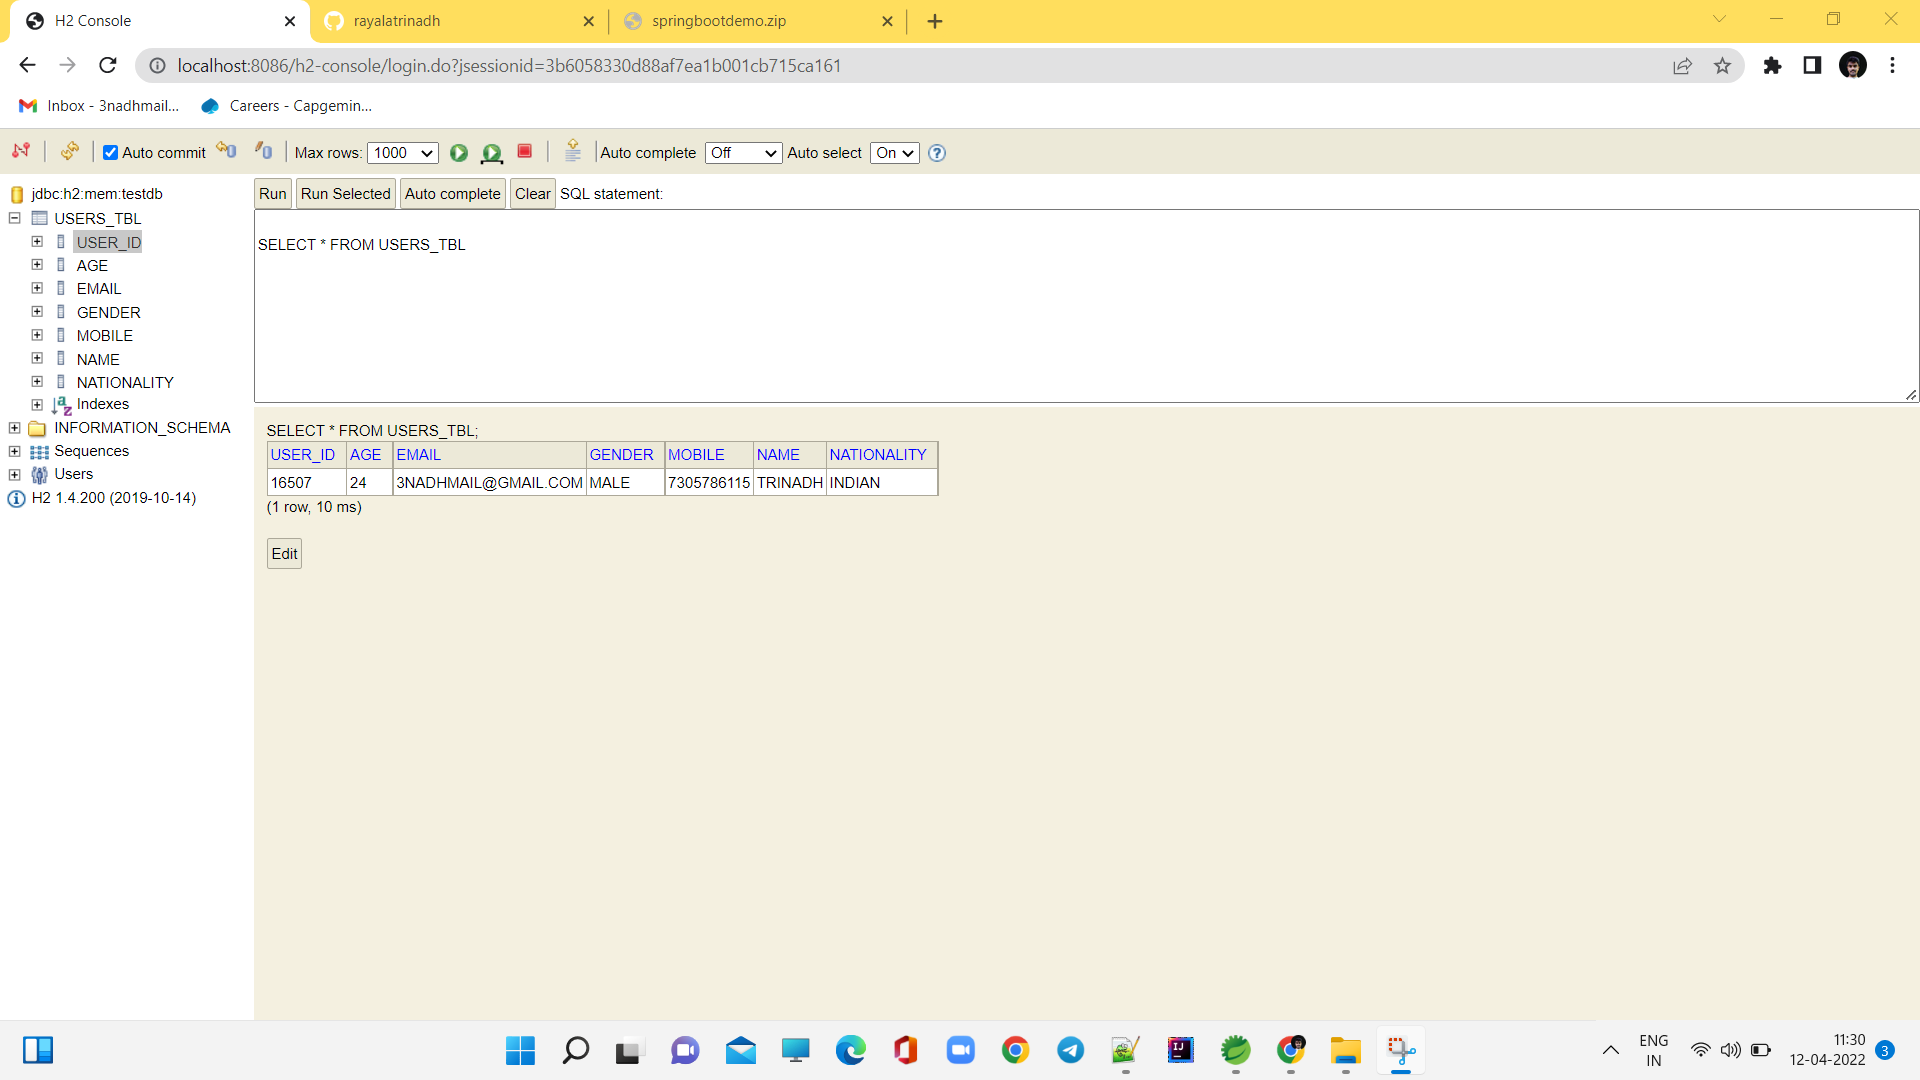 H2 Console
rayalatrinadh
springbootdemo.zip
localhost:8086/h2-console/login.do?jsessionid=3b6058330d88af7ea1b001cb715ca161
Inbox - 3nadhmail...
Careers - Capgemin...
Auto commit
Max rows: 1000
Auto complete Off
Auto select On
jdbc:h2:mem:testdb
USERS_TBL
USER_ID
AGE
EMAIL
GENDER
MOBILE
NAME
NATIONALITY
Indexes
INFORMATION_SCHEMA
Sequences
Users
H2 1.4.200 (2019-10-14)
Run Run Selected Auto complete Clear SQL statement:
SELECT * FROM USERS_TBL
SELECT * FROM USERS_TBL;
USER_ID AGE EMAIL GENDER MOBILE NAME NATIONALITY
16507 24 3NADHMAIL@GMAIL.COM MALE 7305786115 TRINADH INDIAN
(1 row, 10 ms)
Edit
ENG
IN
11:30
12-04-2022
3